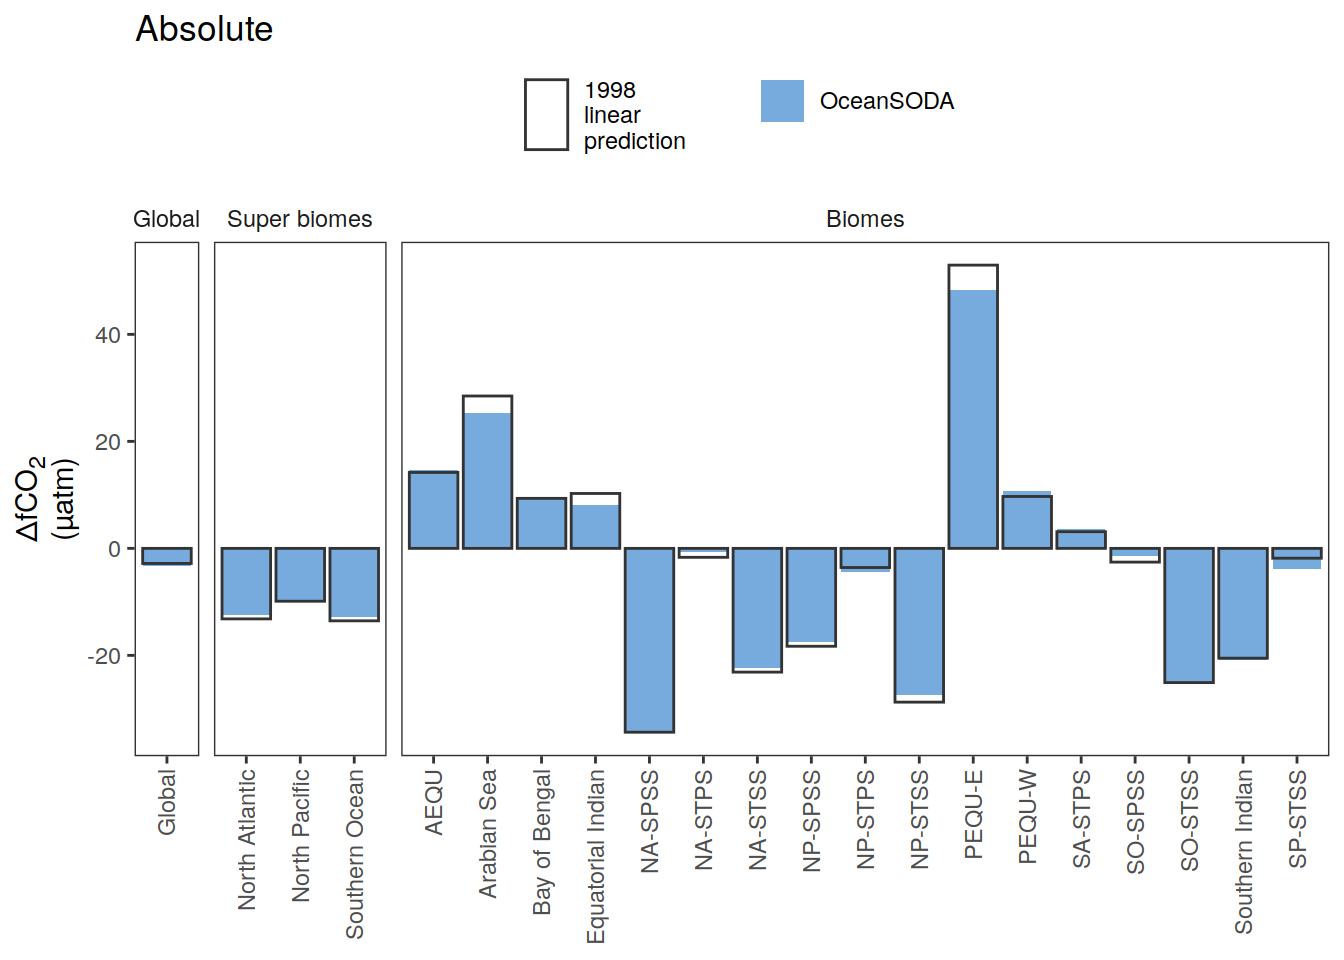 Absolute
1998
linear
prediction
OceanSODA
Global
Super biomes
Biomes
ΔfCO₂
(µatm)
40
20
0
-20
Global
North Atlantic
North Pacific
Southern Ocean
AEQU
Arabian Sea
Bay of Bengal
Equatorial Indian
NA-SPSS
NA-STPS
NA-STSS
NP-SPSS
NP-STPS
NP-STSS
PEQU-E
PEQU-W
SA-STPS
SO-SPSS
SO-STSS
Southern Indian
SP-STSS